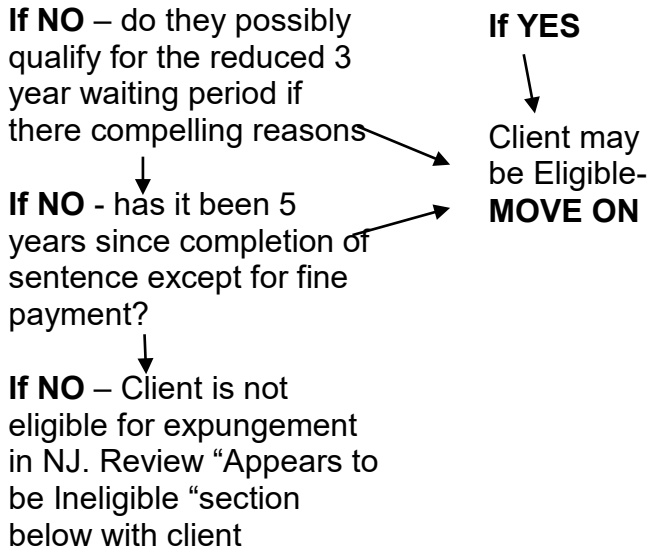 If NO – do they possibly
qualify for the reduced 3
year waiting period if
there compelling reasons
If NO - has it been 5
years since completion of
sentence except for fine
payment?
If NO – Client is not
eligible for expungement
in NJ. Review “Appears to
be Ineligible “section
below with client
If YES
Client may
be Eligible-
MOVE ON